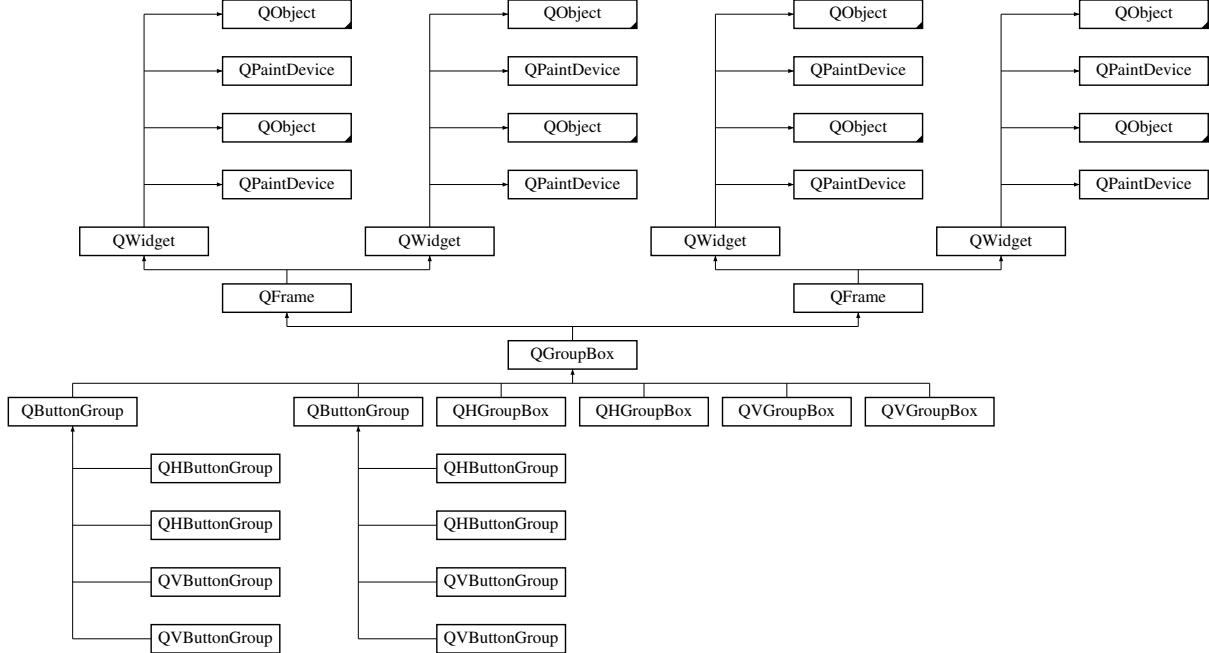 QObject QObject QObject QObject
QPaintDevice QPaintDevice QPaintDevice QPaintDevice
QObject QObject QObject QObject
QPaintDevice QPaintDevice QPaintDevice QPaintDevice
QWidget QWidget QWidget QWidget
QFrame QFrame
QGroupBox
QButtonGroup QButtonGroup QHGroupBox QHGroupBox QVGroupBox QVGroupBox
QHButtonGroup QHButtonGroup
QHButtonGroup QHButtonGroup
QVButtonGroup QVButtonGroup
QVButtonGroup QVButtonGroup